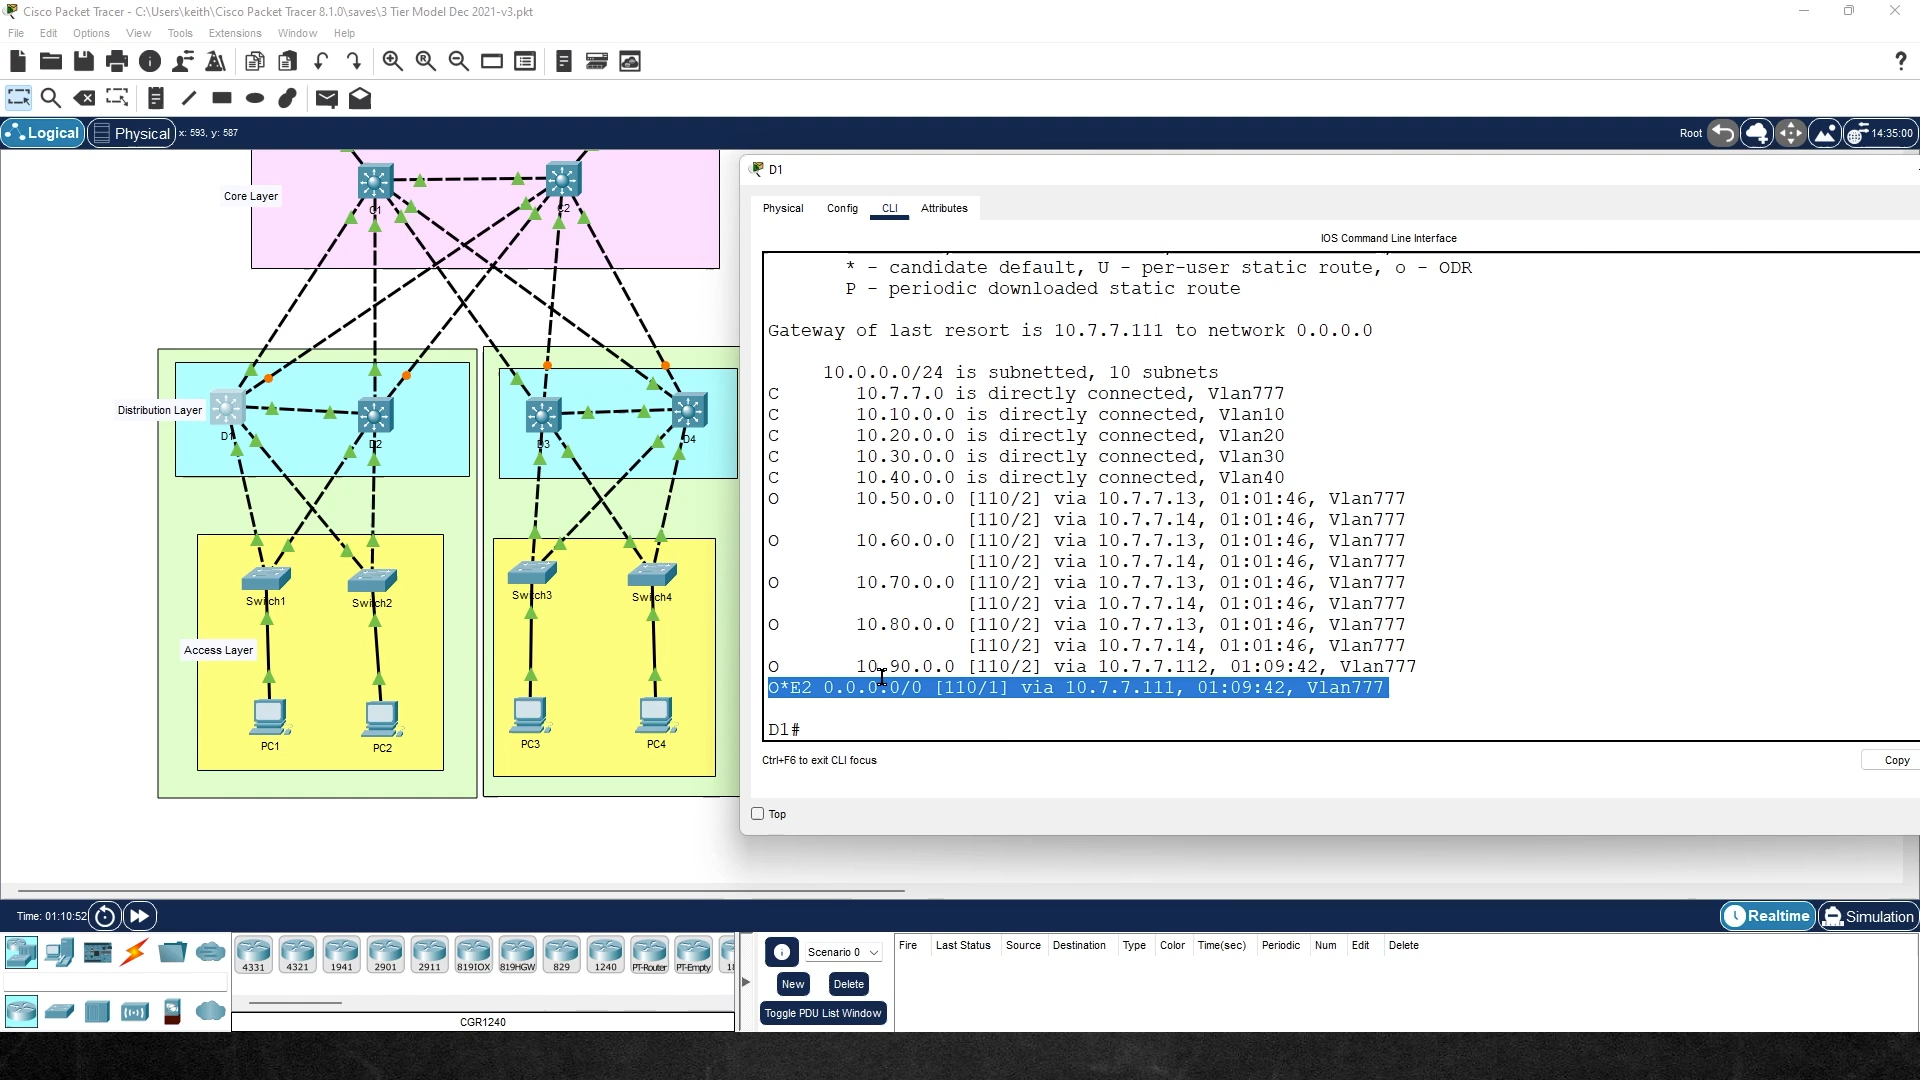 Cisco Packet Tracer - C:\Users\keith\Cisco Packet Tracer 8.1.0\saves\3 Tier Model Dec 2021-v3.pkt
File Edit Options View Tools Extensions Window Help
?
Logical Physical x: 593, y: 587 Root 14:35:00
Core Layer
C1
C2
Distribution Layer
D1
D2
D3
D4
Switch1
Switch2
Switch3
Switch4
Access Layer
PC1
PC2
PC3
PC4
D1
Physical Config CLI Attributes
IOS Command Line Interface
* - candidate default, U - per-user static route, o - ODR
P - periodic downloaded static route
Gateway of last resort is 10.7.7.111 to network 0.0.0.0
10.0.0.0/24 is subnetted, 10 subnets
C 10.7.7.0 is directly connected, Vlan777
C 10.10.0.0 is directly connected, Vlan10
C 10.20.0.0 is directly connected, Vlan20
C 10.30.0.0 is directly connected, Vlan30
C 10.40.0.0 is directly connected, Vlan40
O 10.50.0.0 [110/2] via 10.7.7.13, 01:01:46, Vlan777
[110/2] via 10.7.7.14, 01:01:46, Vlan777
O 10.60.0.0 [110/2] via 10.7.7.13, 01:01:46, Vlan777
[110/2] via 10.7.7.14, 01:01:46, Vlan777
O 10.70.0.0 [110/2] via 10.7.7.13, 01:01:46, Vlan777
[110/2] via 10.7.7.14, 01:01:46, Vlan777
O 10.80.0.0 [110/2] via 10.7.7.13, 01:01:46, Vlan777
[110/2] via 10.7.7.14, 01:01:46, Vlan777
O 10.90.0.0 [110/2] via 10.7.7.112, 01:09:42, Vlan777
O*E2 0.0.0.0/0 [110/1] via 10.7.7.111, 01:09:42, Vlan777
D1#
Ctrl+F6 to exit CLI focus
Copy
Top
Time: 01:10:52
Realtime Simulation
4331 4321 1941 2901 2911 819IOX 819HGW 829 1240 PT-Router PT-Empty
CGR1240
Scenario 0
New Delete
Toggle PDU List Window
Fire Last Status Source Destination Type Color Time(sec) Periodic Num Edit Delete